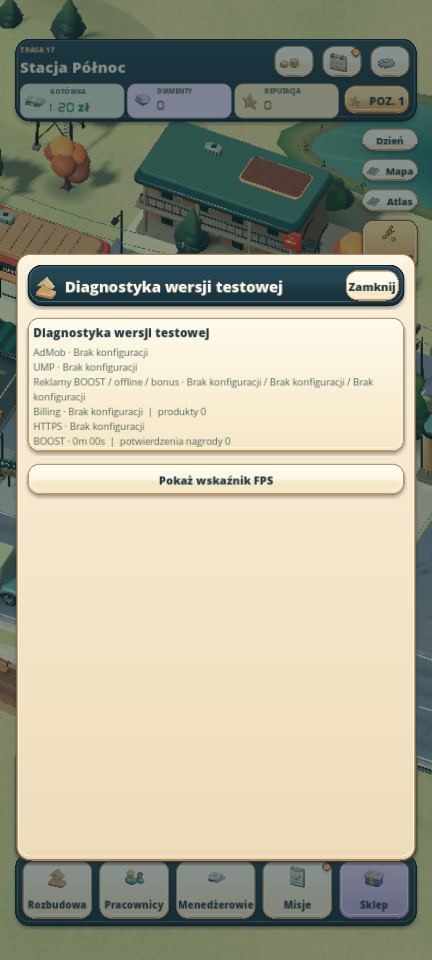 TRASA 17
Stacja Północ
GOTÓWKA
20 zł
DIAMENTY
0
REPUTACJA
0
POZ. 1
Dzień
Mapa
Atlas
Diagnostyka wersji testowej
Zamknij
Diagnostyka wersji testowej
AdMob · Brak konfiguracji
UMP · Brak konfiguracji
Reklamy BOOST / offline / bonus · Brak konfiguracji / Brak konfiguracji / Brak
konfiguracji
Billing · Brak konfiguracji | produkty 0
HTTPS · Brak konfiguracji
BOOST · 0m 00s | potwierdzenia nagrody 0
Pokaż wskaźnik FPS
Rozbudowa
Pracownicy
Menedżerowie
Misje
Sklep